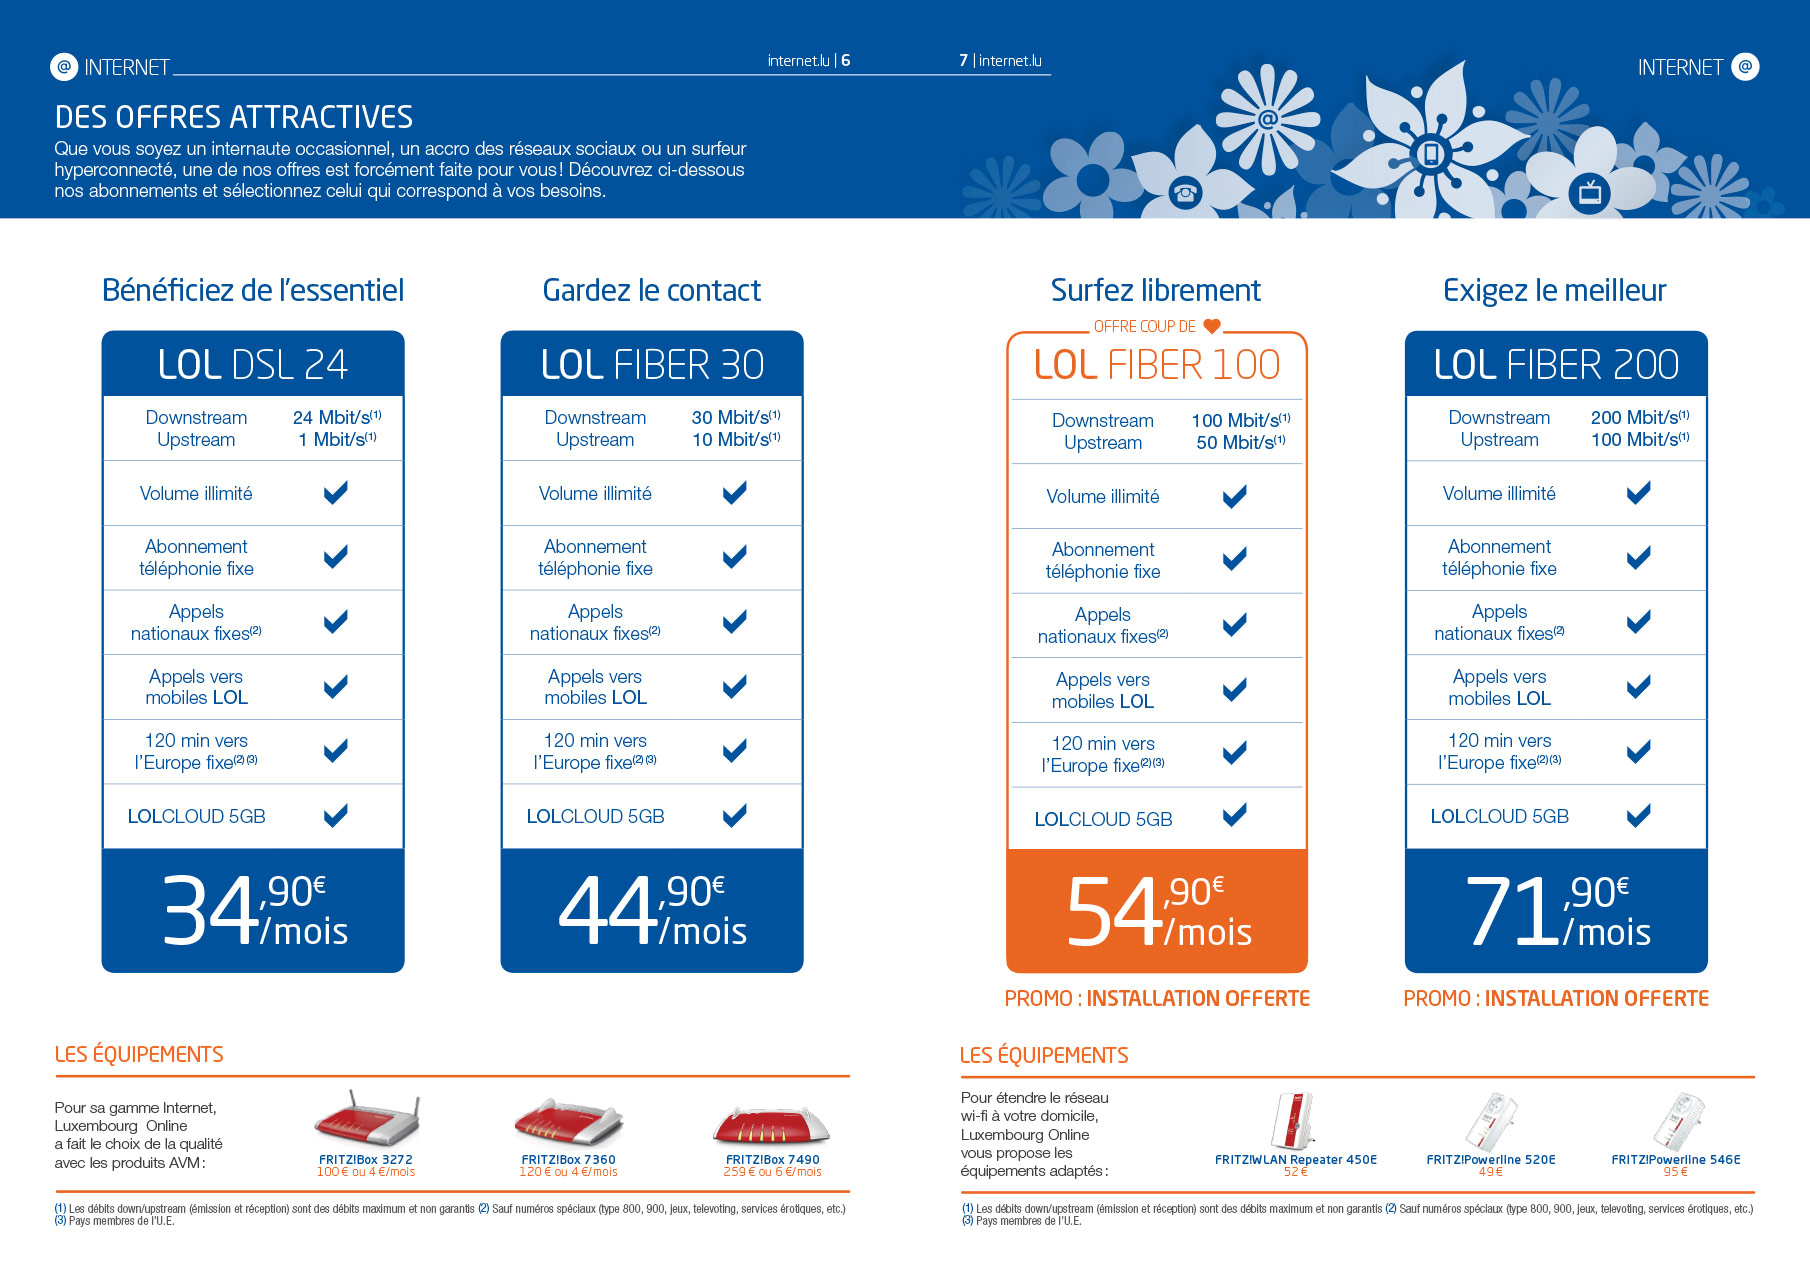 @ INTERNET
internet.lu | 6
7 | internet.lu
INTERNET @
DES OFFRES ATTRACTIVES
Que vous soyez un internaute occasionnel, un accro des réseaux sociaux ou un surfeur
hyperconnecté, une de nos offres est forcément faite pour vous! Découvrez ci-dessous
nos abonnements et sélectionnez celui qui correspond à vos besoins.
@
Bénéficiez de l'essentiel
LOL DSL 24
Downstream 24 Mbit/s(1)
Upstream 1 Mbit/s(1)
Volume illimité
Abonnement
téléphonie fixe
Appels
nationaux fixes(2)
Appels vers
mobiles LOL
120 min vers
l'Europe fixe(2)(3)
LOLCLOUD 5GB
34,90€
/mois
Gardez le contact
LOL FIBER 30
Downstream 30 Mbit/s(1)
Upstream 10 Mbit/s(1)
Volume illimité
Abonnement
téléphonie fixe
Appels
nationaux fixes(2)
Appels vers
mobiles LOL
120 min vers
l'Europe fixe(2)(3)
LOLCLOUD 5GB
44,90€
/mois
Surfez librement
OFFRE COUP DE
LOL FIBER 100
Downstream 100 Mbit/s(1)
Upstream 50 Mbit/s(1)
Volume illimité
Abonnement
téléphonie fixe
Appels
nationaux fixes(2)
Appels vers
mobiles LOL
120 min vers
l'Europe fixe(2)(3)
LOLCLOUD 5GB
54,90€
/mois
PROMO : INSTALLATION OFFERTE
Exigez le meilleur
LOL FIBER 200
Downstream 200 Mbit/s(1)
Upstream 100 Mbit/s(1)
Volume illimité
Abonnement
téléphonie fixe
Appels
nationaux fixes(2)
Appels vers
mobiles LOL
120 min vers
l'Europe fixe(2)(3)
LOLCLOUD 5GB
71,90€
/mois
PROMO : INSTALLATION OFFERTE
LES ÉQUIPEMENTS
Pour sa gamme Internet,
Luxembourg Online
a fait le choix de la qualité
avec les produits AVM :
FRITZ!Box 3272
100 € ou 4 €/mois
FRITZ!Box 7360
120 € ou 4 €/mois
FRITZ!Box 7490
259 € ou 6 €/mois
(1) Les débits down/upstream (émission et réception) sont des débits maximum et non garantis (2) Sauf numéros spéciaux (type 800, 900, jeux, televoting, services érotiques, etc.)
(3) Pays membres de l'U.E.
LES ÉQUIPEMENTS
Pour étendre le réseau
wi-fi à votre domicile,
Luxembourg Online
vous propose les
équipements adaptés :
FRITZ!WLAN Repeater 450E
52 €
FRITZ!Powerline 520E
49 €
FRITZ!Powerline 546E
95 €
(1) Les débits down/upstream (émission et réception) sont des débits maximum et non garantis (2) Sauf numéros spéciaux (type 800, 900, jeux, televoting, services érotiques, etc.)
(3) Pays membres de l'U.E.